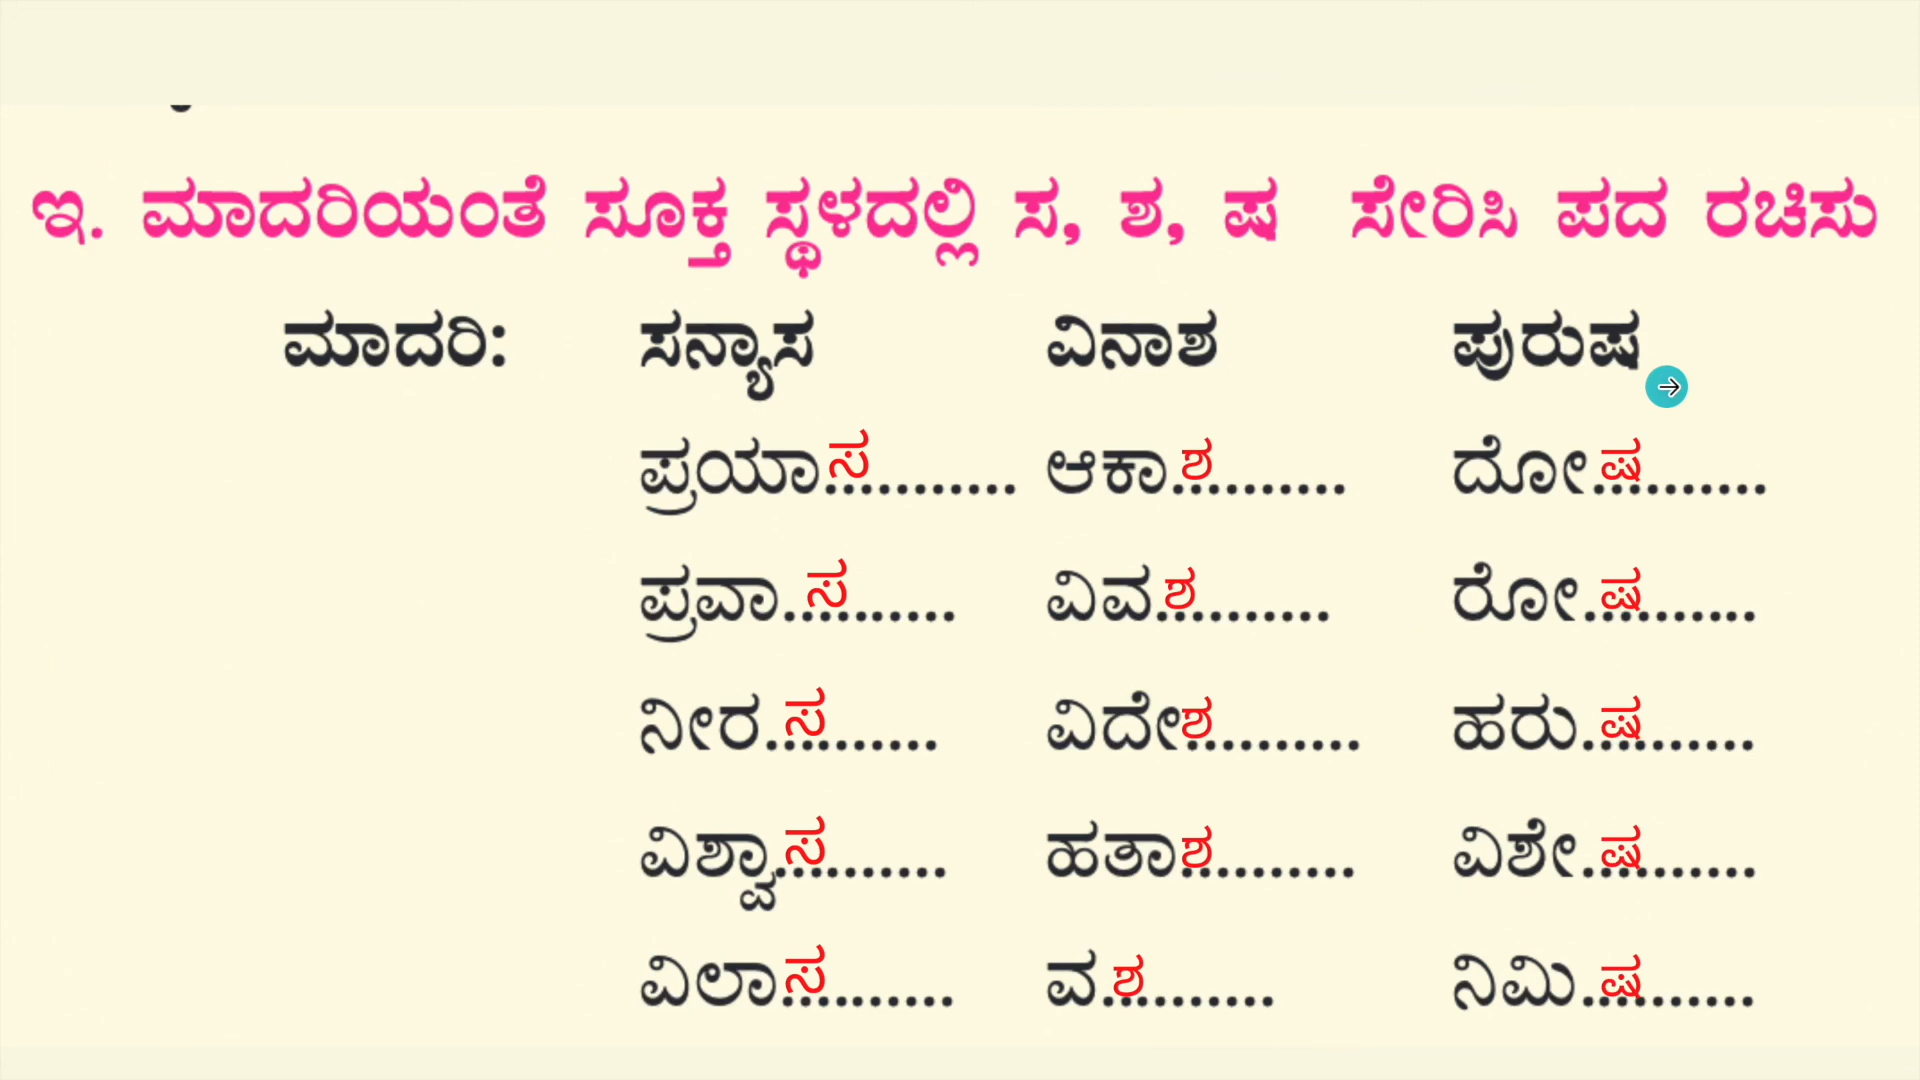 ಇ. ಮಾದರಿಯಂತೆ ಸೂಕ್ತ ಸ್ಥಳದಲ್ಲಿ ಸ, ಶ, ಷ ಸೇರಿಸಿ ಪದ ರಚಿಸು
ಮಾದರಿ: ಸನ್ಯಾಸ ವಿನಾಶ ಪುರುಷ
ಪ್ರಯಾಸ........... ಆಕಾಶ.......... ದೋಷ..........
ಪ್ರವಾಸ.......... ವಿವಶ.......... ರೋಷ..........
ನೀರಸ.......... ವಿದೇಶ.......... ಹರುಷ..........
ವಿಶ್ವಾಸ.......... ಹತಾಶ.......... ವಿಶೇಷ..........
ವಿಲಾಸ.......... ವಶ.......... ನಿಮಿಷ..........